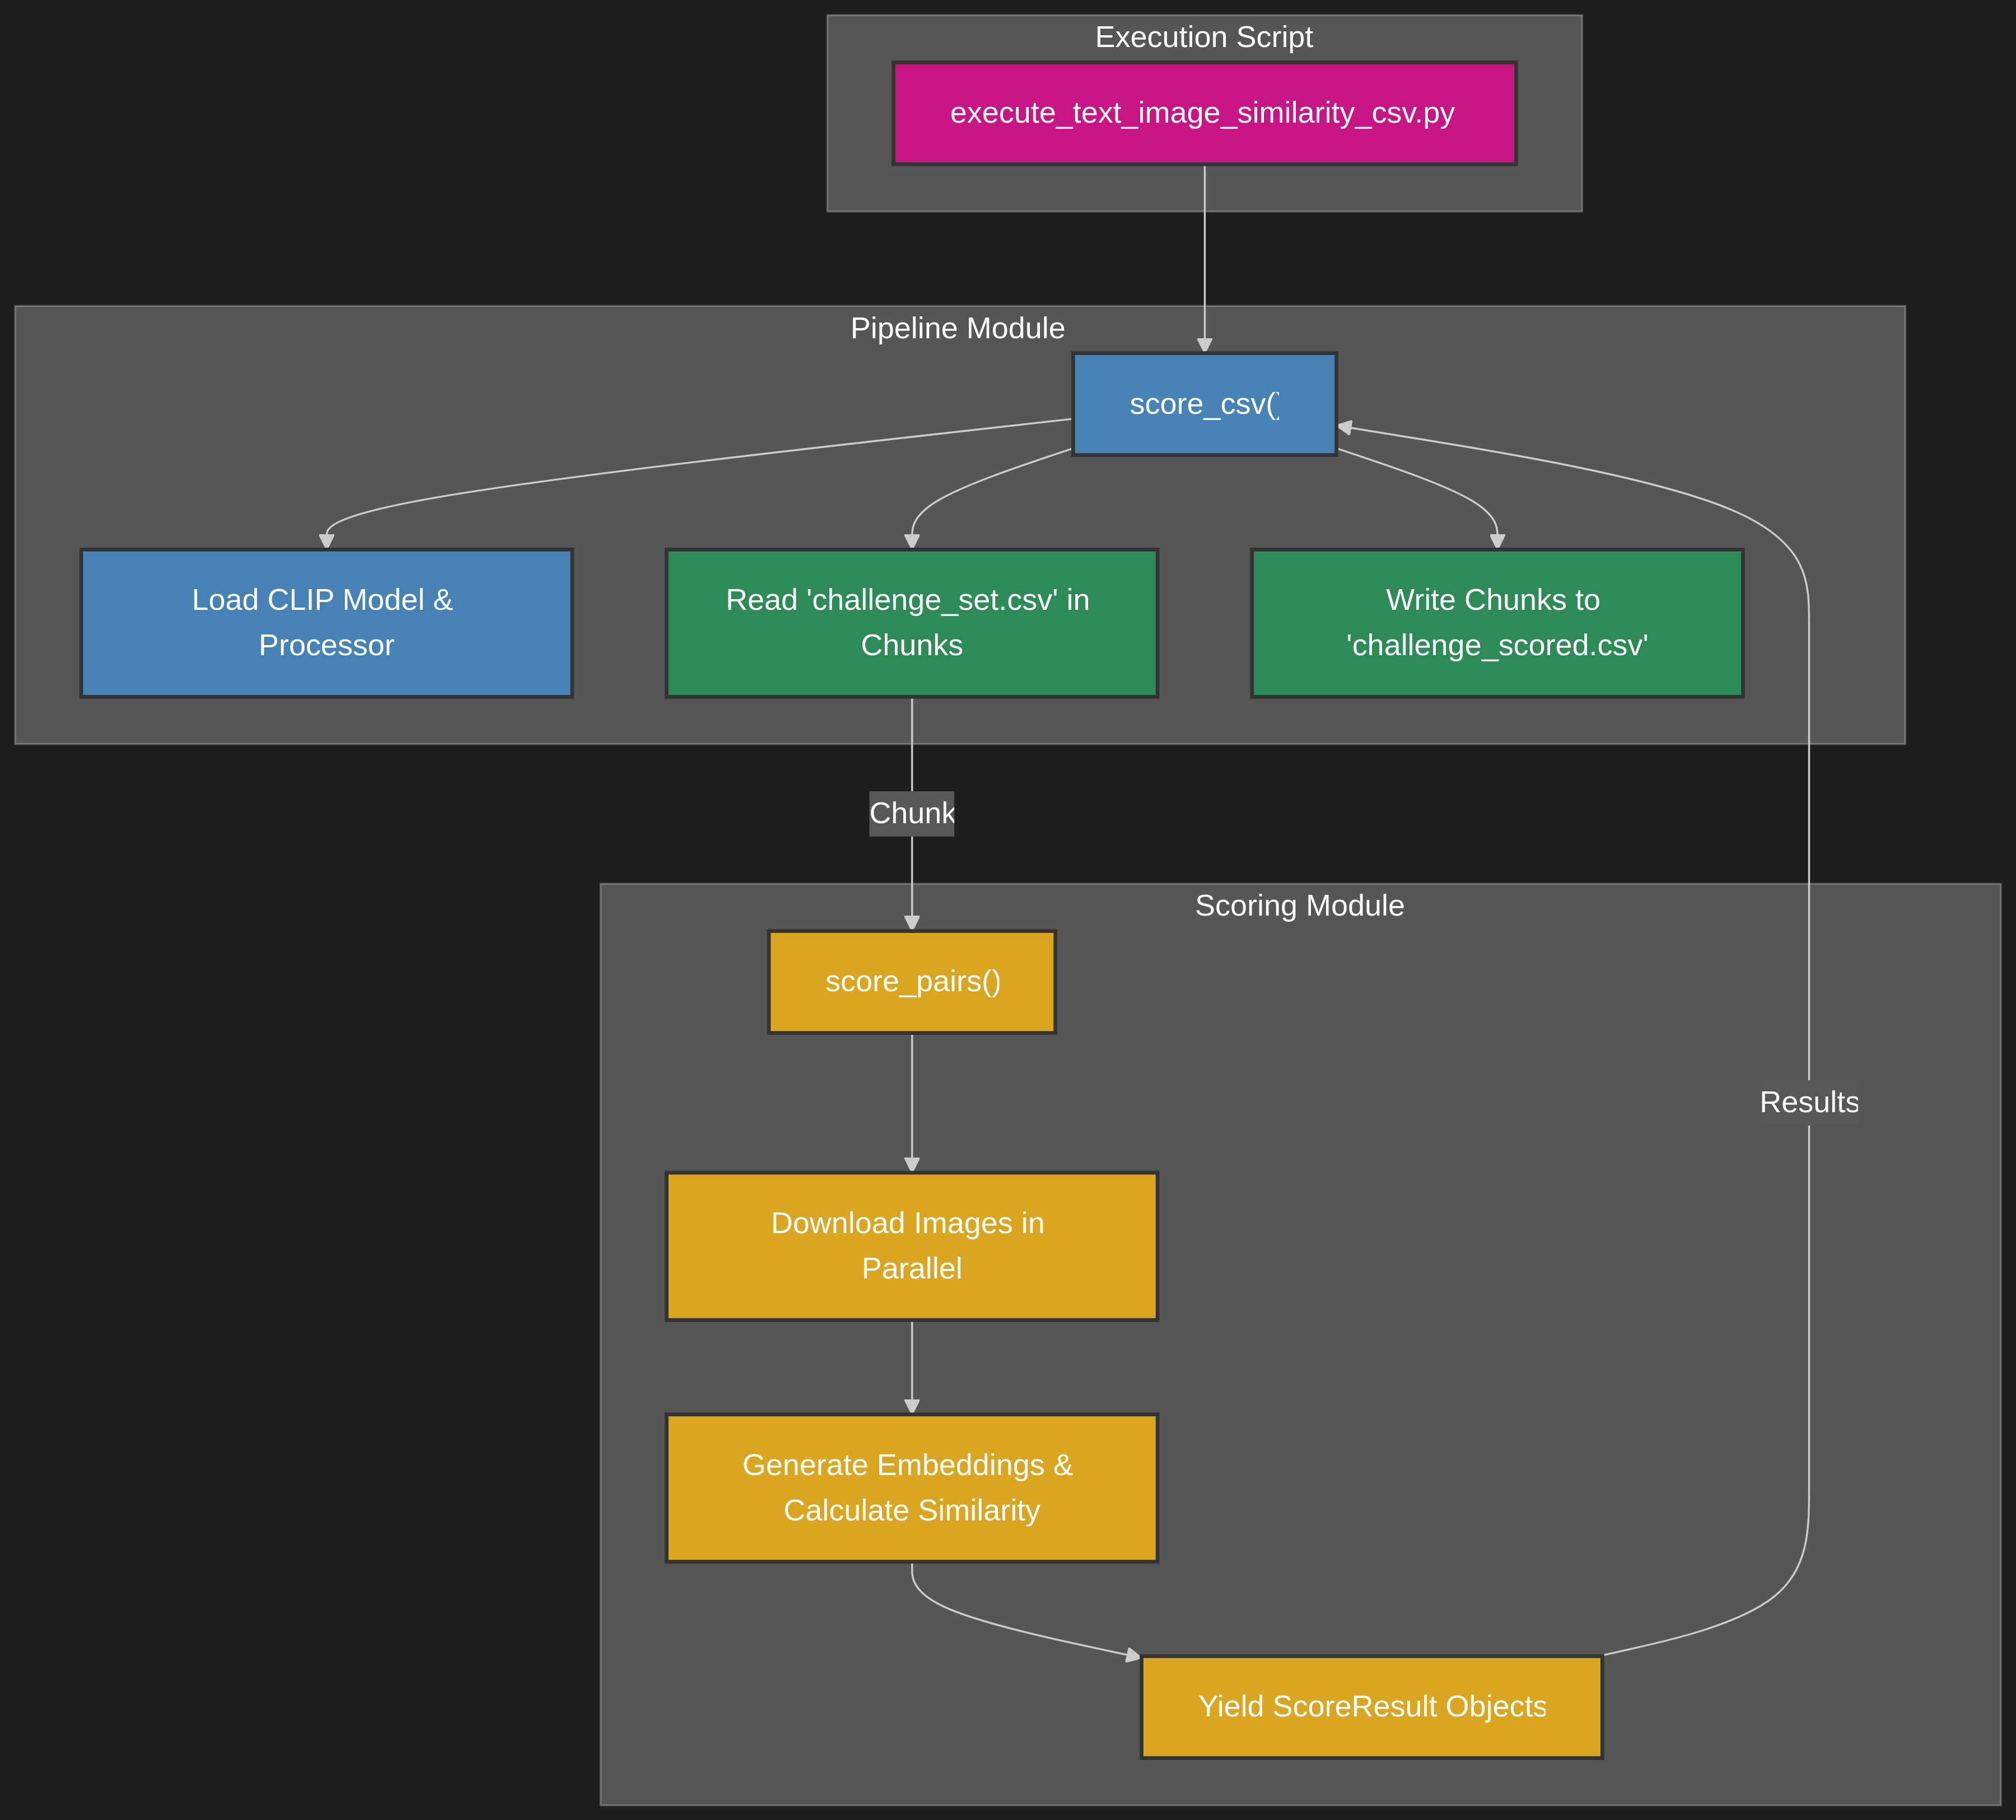 Execution Script
execute_text_image_similarity_csv.py
Pipeline Module
score_csv()
Load CLIP Model &
Processor
Read 'challenge_set.csv' in
Chunks
Write Chunks to
'challenge_scored.csv'
Chunk
Scoring Module
score_pairs()
Results
Download Images in
Parallel
Generate Embeddings &
Calculate Similarity
Yield ScoreResult Objects